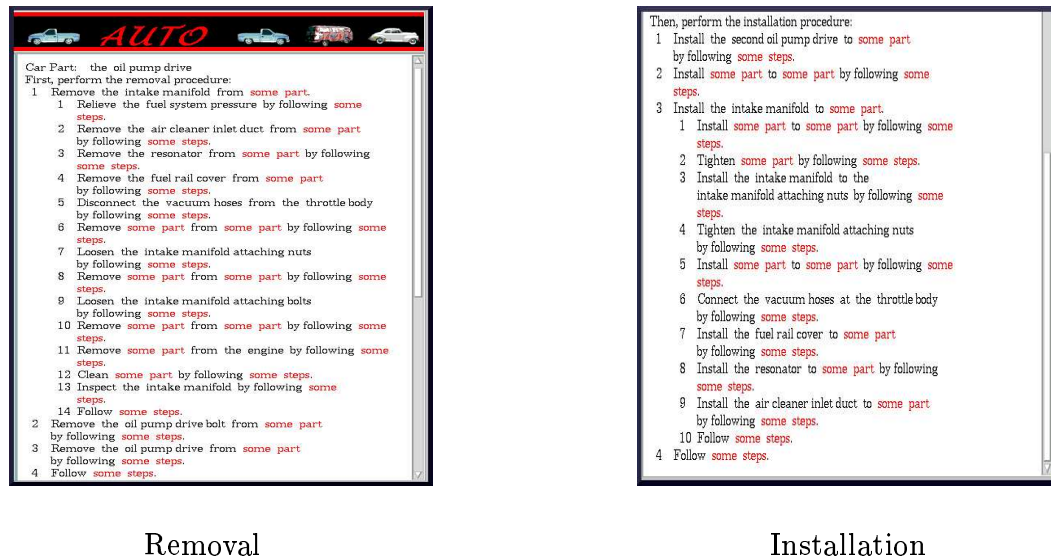 AUTO
Car Part: the oil pump drive
First, perform the removal procedure:
1 Remove the intake manifold from some part.
1 Relieve the fuel system pressure by following some
steps.
2 Remove the air cleaner inlet duct from some part
by following some steps.
3 Remove the resonator from some part by following
some steps.
4 Remove the fuel rail cover from some part
by following some steps.
5 Disconnect the vacuum hoses from the throttle body
by following some steps.
6 Remove some part from some part by following some
steps.
7 Loosen the intake manifold attaching nuts
by following some steps.
8 Remove some part from some part by following some
steps.
9 Loosen the intake manifold attaching bolts
by following some steps.
10 Remove some part from some part by following some
steps.
11 Remove some part from the engine by following some
steps.
12 Clean some part by following some steps.
13 Inspect the intake manifold by following some
steps.
14 Follow some steps.
2 Remove the oil pump drive bolt from some part
by following some steps.
3 Remove the oil pump drive from some part
by following some steps.
4 Follow some steps.
Removal
Then, perform the installation procedure:
1 Install the second oil pump drive to some part
by following some steps.
2 Install some part to some part by following some
steps.
3 Install the intake manifold to some part.
1 Install some part to some part by following some
steps.
2 Tighten some part by following some steps.
3 Install the intake manifold to the
intake manifold attaching nuts by following some
steps.
4 Tighten the intake manifold attaching nuts
by following some steps.
5 Install some part to some part by following some
steps.
6 Connect the vacuum hoses at the throttle body
by following some steps.
7 Install the fuel rail cover to some part
by following some steps.
8 Install the resonator to some part by following
some steps.
9 Install the air cleaner inlet duct to some part
by following some steps.
10 Follow some steps.
4 Follow some steps.
Installation